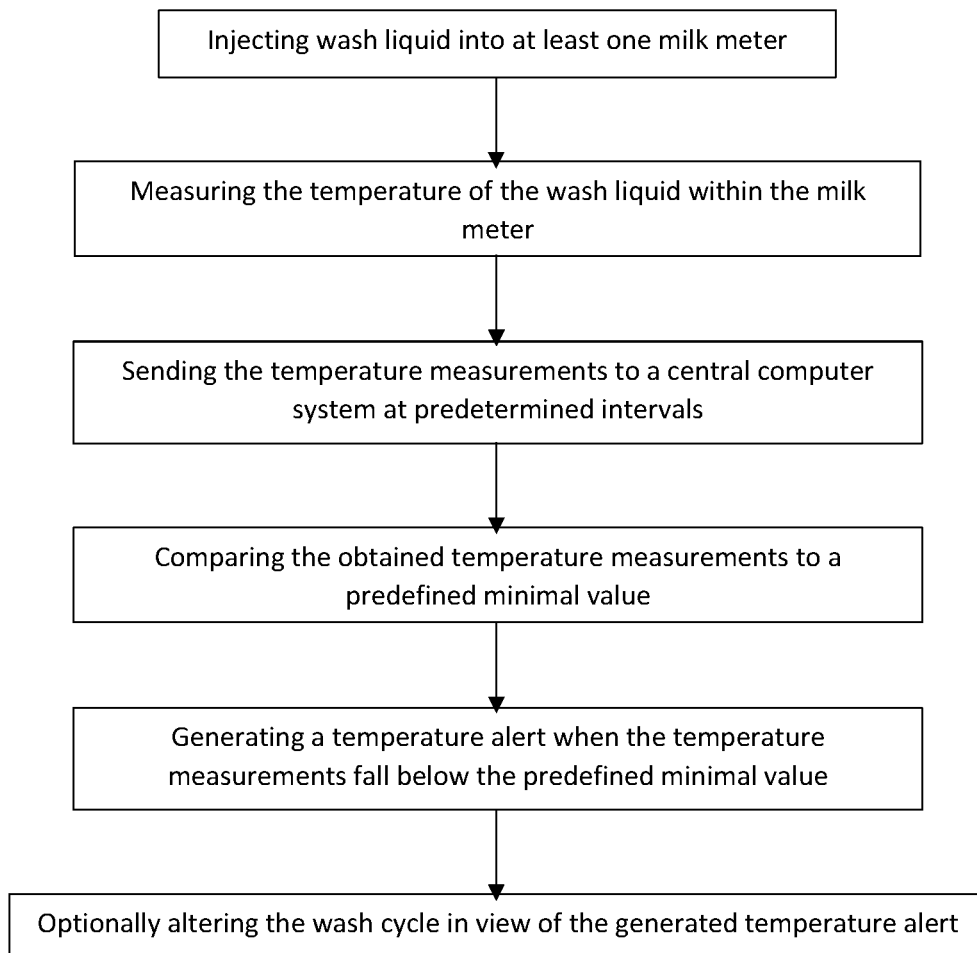 Injecting wash liquid into at least one milk meter
Measuring the temperature of the wash liquid within the milk
meter
Sending the temperature measurements to a central computer
system at predetermined intervals
Comparing the obtained temperature measurements to a
predefined minimal value
Generating a temperature alert when the temperature
measurements fall below the predefined minimal value
Optionally altering the wash cycle in view of the generated temperature alert